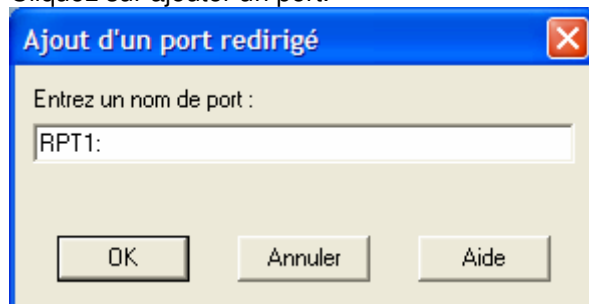 Cliquez sur ajouter un port.
Ajout d'un port redirigé
Entrez un nom de port :
RPT1:
OK Annuler Aide